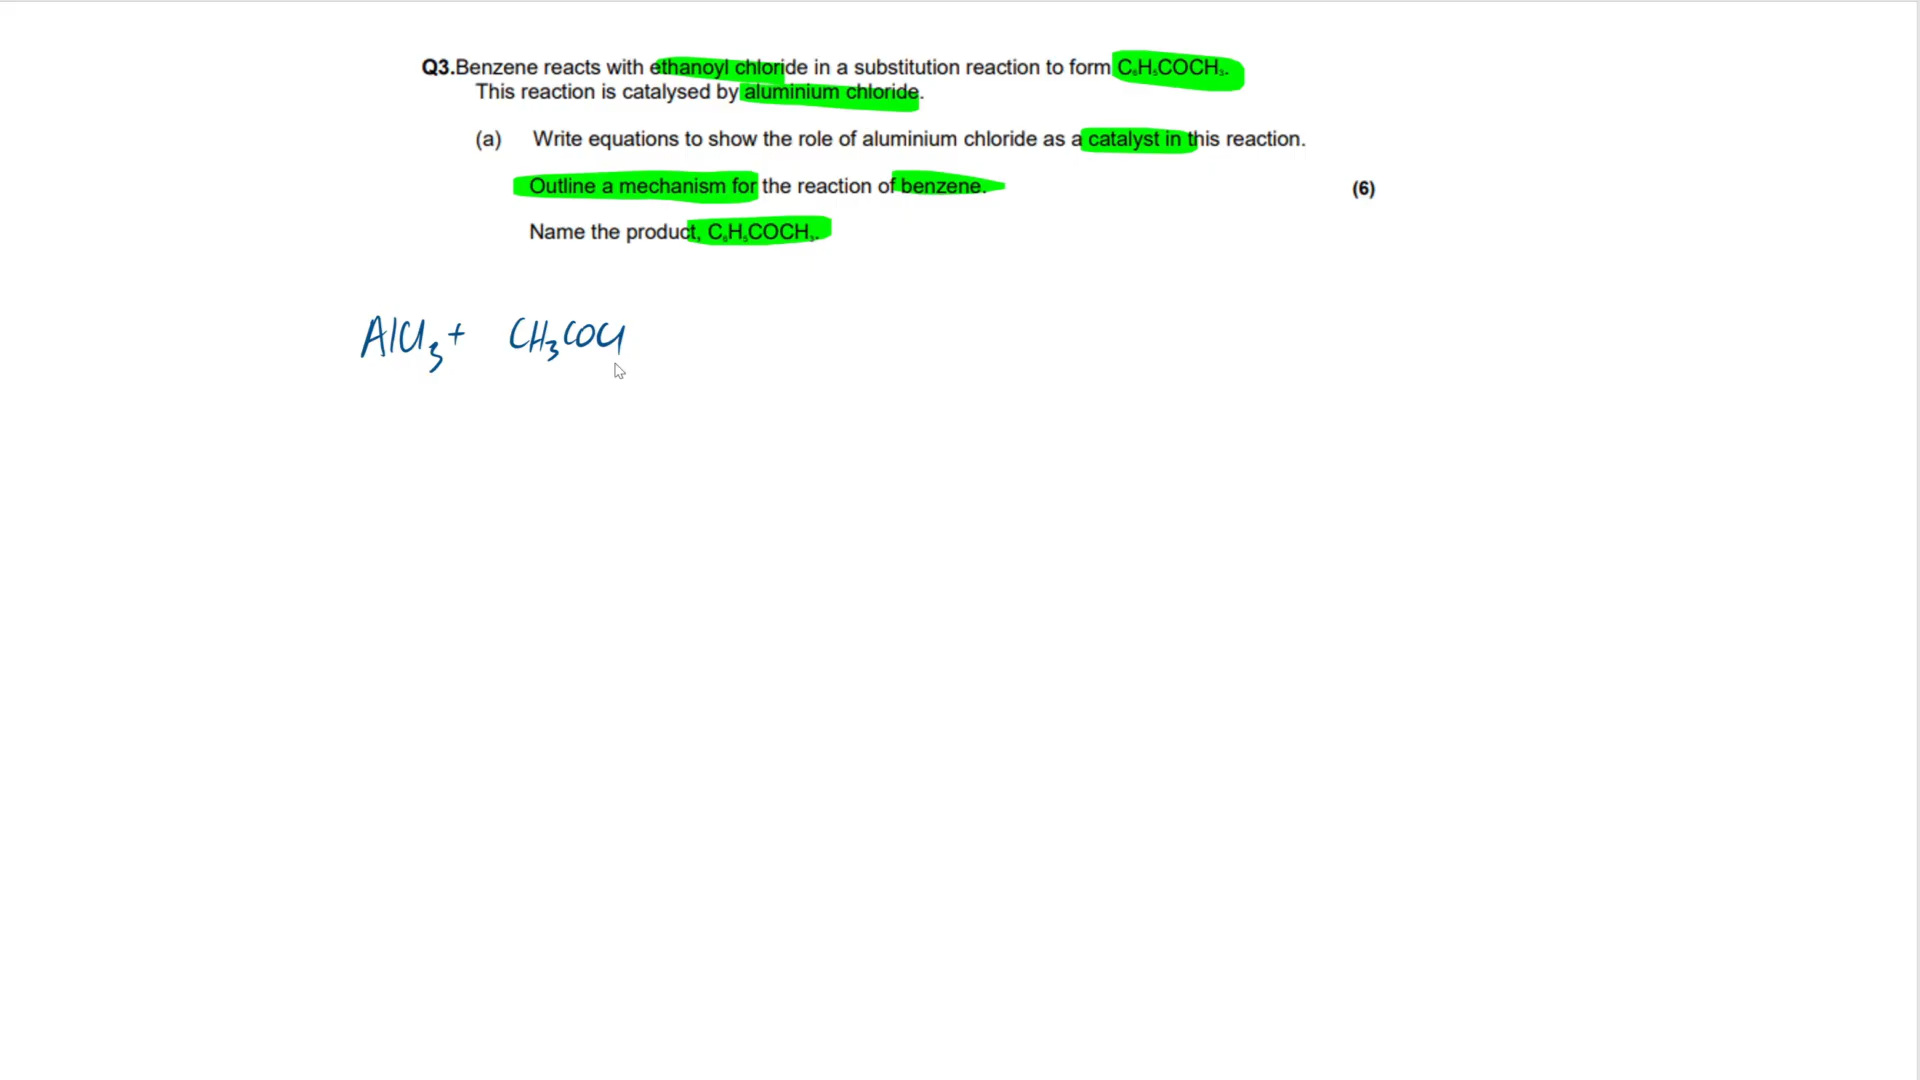 Q3.Benzene reacts with ethanoyl chloride in a substitution reaction to form C₆H₅COCH₃.
This reaction is catalysed by aluminium chloride.
(a) Write equations to show the role of aluminium chloride as a catalyst in this reaction.
Outline a mechanism for the reaction of benzene.
(6)
Name the product, C₆H₅COCH₃.
AlCl₃ + CH₃COCl